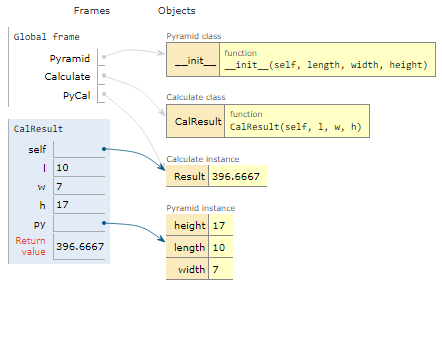 Frames Objects
Global frame
Pyramid
Calculate
PyCal
Pyramid class
__init__ function
__init__(self, length, width, height)
Calculate class
CalResult function
CalResult(self, l, w, h)
Calculate instance
Result 396.6667
Pyramid instance
height 17
length 10
width 7
CalResult
self
l 10
w 7
h 17
py
Return
value 396.6667